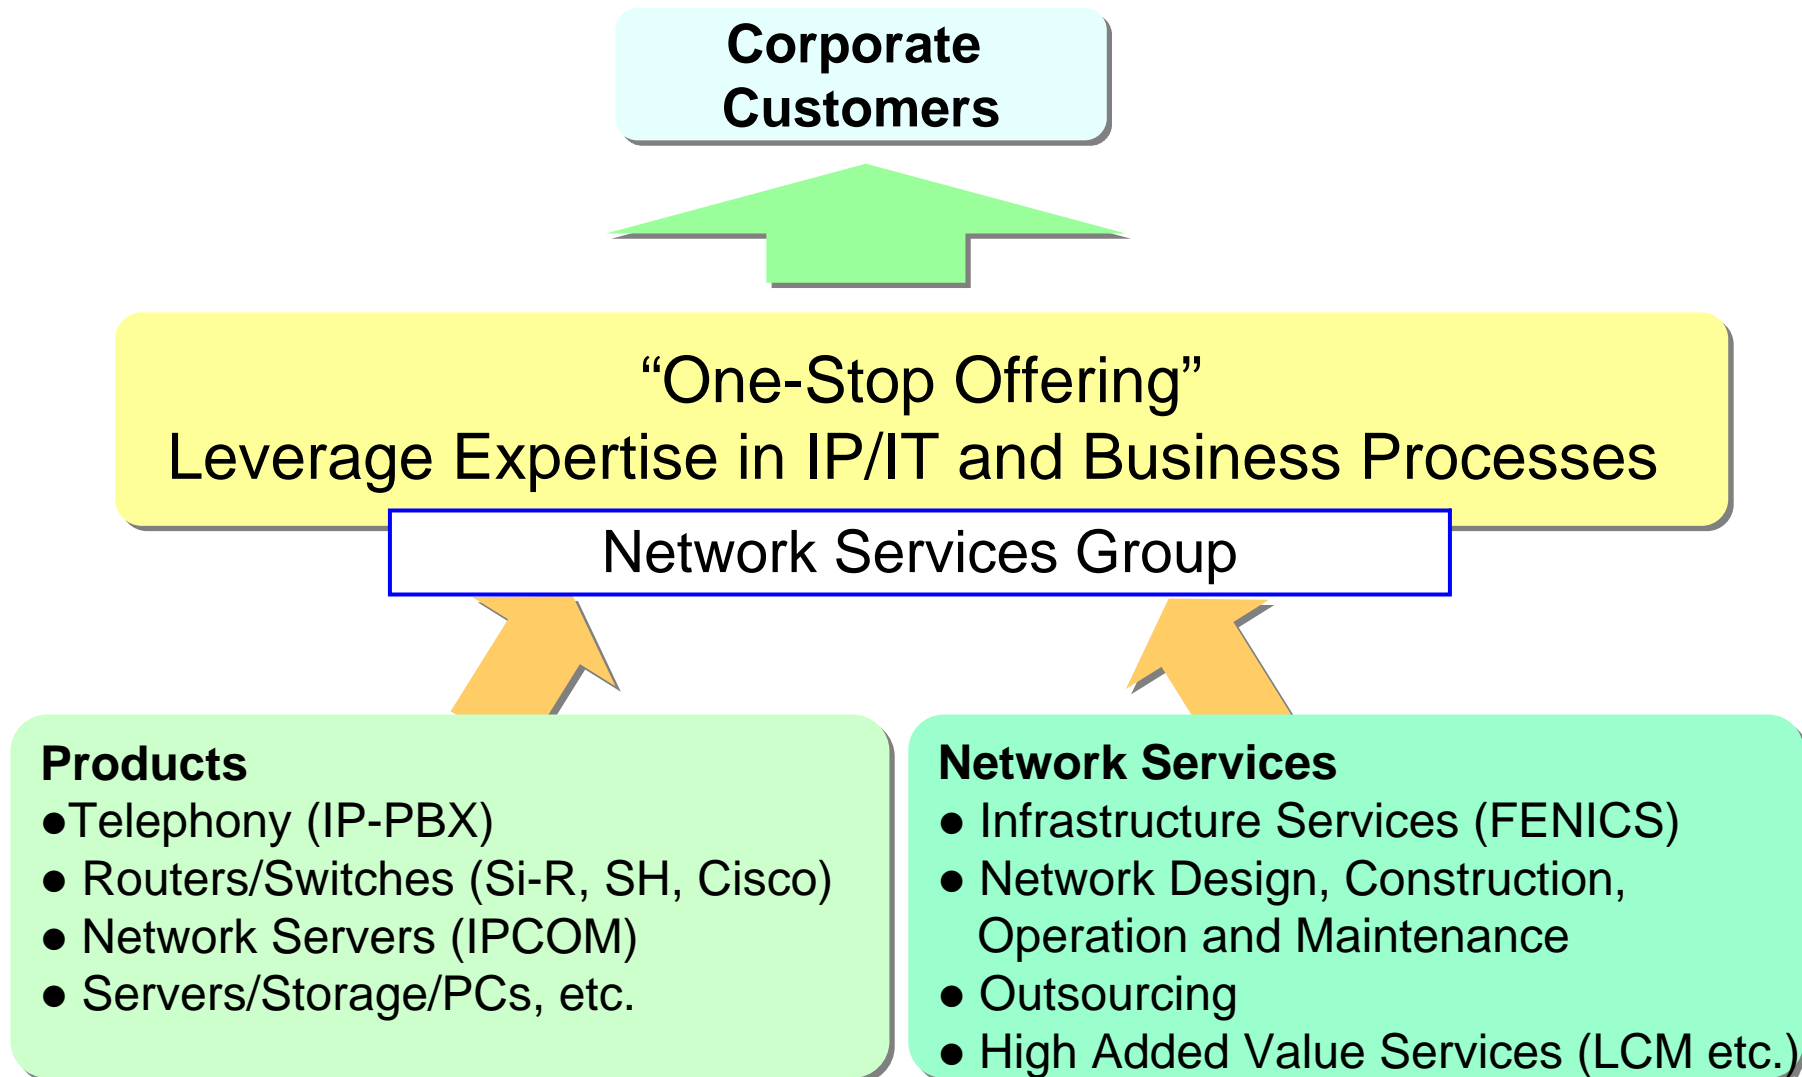 Corporate
Customers
“One-Stop Offering”
Leverage Expertise in IP/IT and Business Processes
Network Services Group
Products
●Telephony (IP-PBX)
● Routers/Switches (Si-R, SH, Cisco)
● Network Servers (IPCOM)
● Servers/Storage/PCs, etc.
Network Services
● Infrastructure Services (FENICS)
● Network Design, Construction,
Operation and Maintenance
● Outsourcing
● High Added Value Services (LCM etc.)